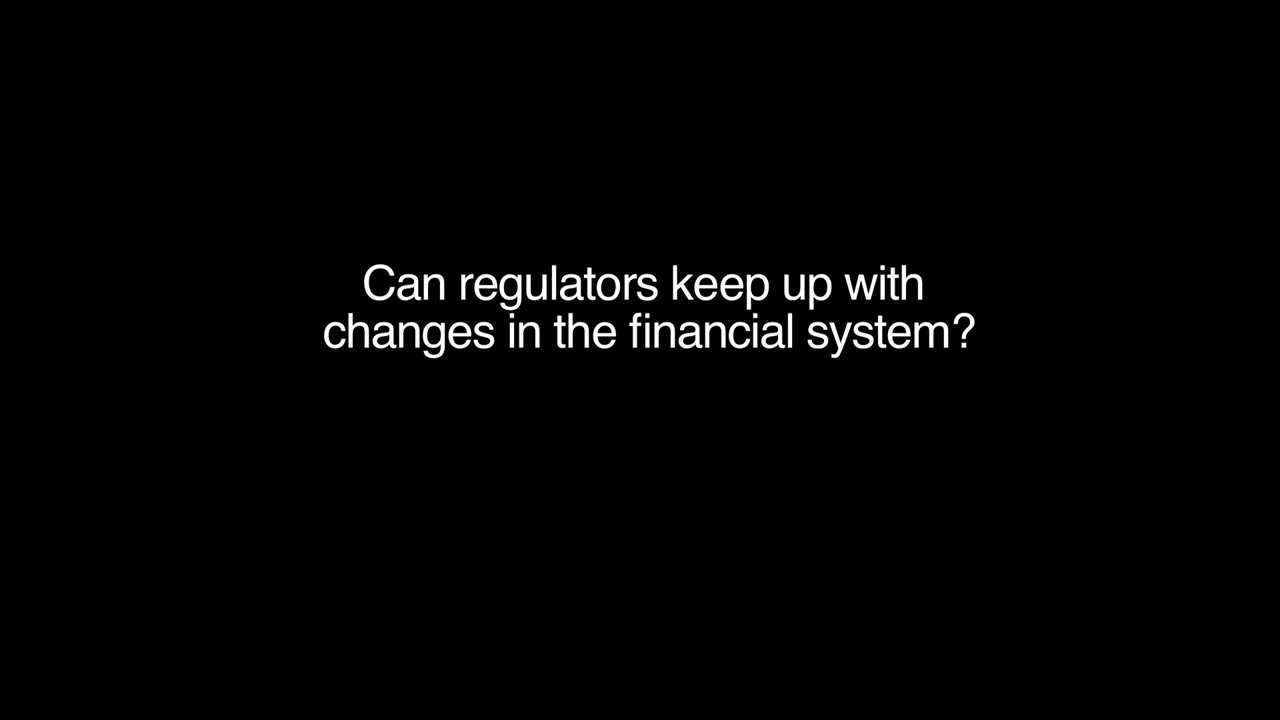 Can regulators keep up with
changes in the financial system?